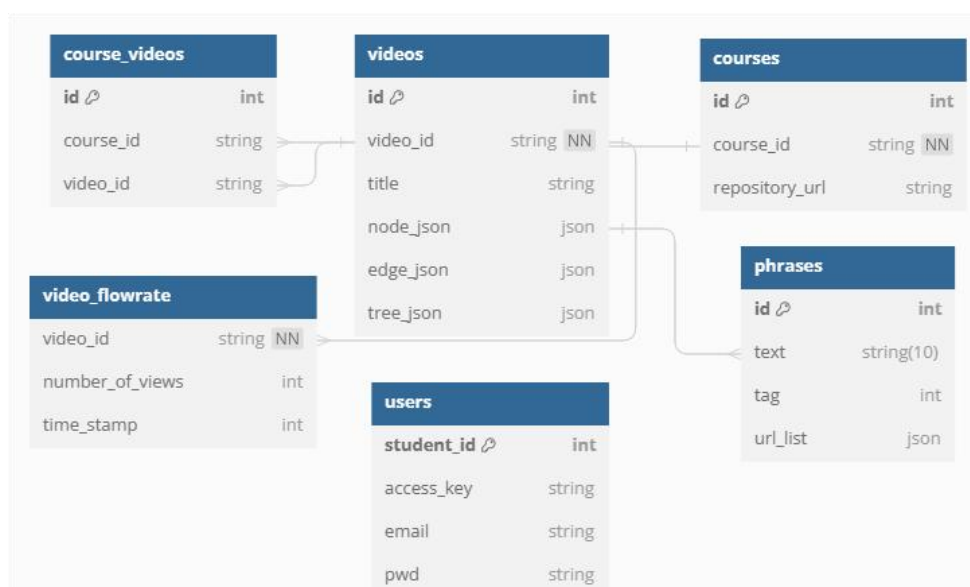 course_videos
id int
course_id string
video_id string
videos
id int
video_id string NN
title string
node_json json
edge_json json
tree_json json
courses
id int
course_id string NN
repository_url string
video_flowrate
video_id string NN
number_of_views int
time_stamp int
users
student_id int
access_key string
email string
pwd string
phrases
id int
text string(10)
tag int
url_list json